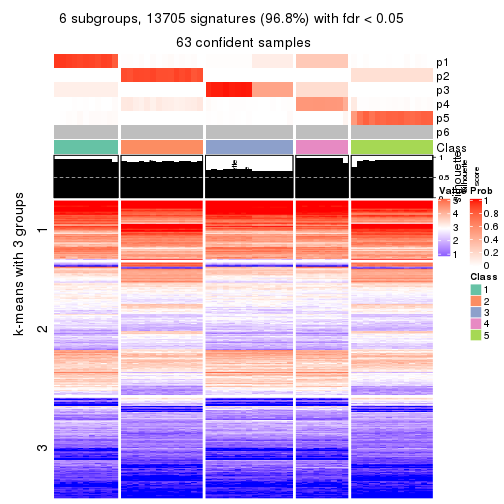 6 subgroups, 13705 signatures (96.8%) with fdr < 0.05
63 confident samples
p1
p2
p3
p4
p5
p6
Class
1
0.5
0
Silhouette
score
k-means with 3 groups
1
2
3
Value
5
4
3
2
1
Prob
1
0.8
0.6
0.4
0.2
0
Class
1
2
3
4
5